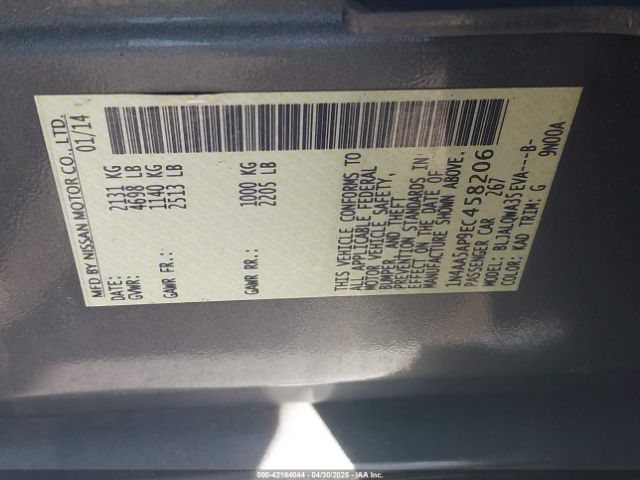 MFD BY NISSAN MOTOR CO., LTD.
DATE: 01/14
GVWR: 2131 KG
4698 LB
GAWR FR.: 1140 KG
2513 LB
GAWR RR.: 1000 KG
2205 LB
THIS VEHICLE CONFORMS TO
ALL APPLICABLE FEDERAL
MOTOR VEHICLE SAFETY,
BUMPER, AND THEFT
PREVENTION STANDARDS IN
EFFECT ON THE DATE OF
MANUFACTURE SHOWN ABOVE.
1N4AA5AP9EC458206
PASSENGER CAR 267
MODEL: BLJALQWA35EVA---B-
COLOR: KAD TRIM: G 9N00A
000-42164044 - 04/30/2025 - IAA Inc.